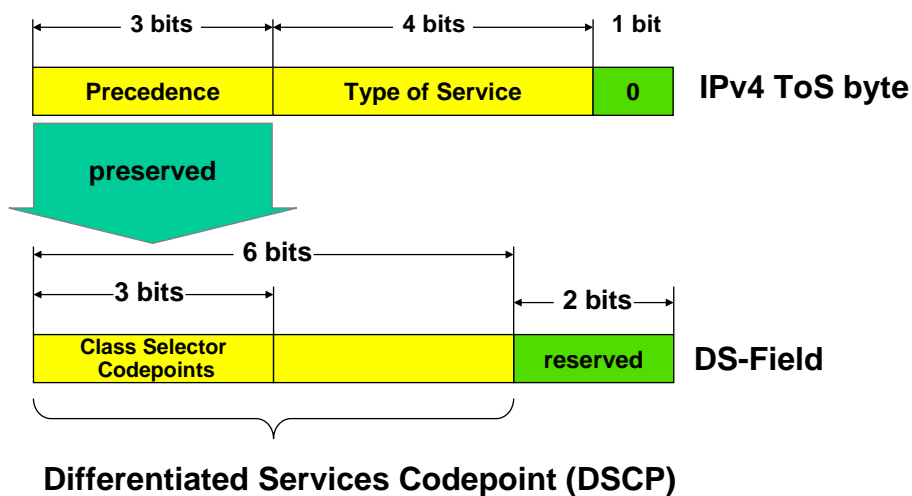 3 bits 4 bits 1 bit
Precedence Type of Service 0 IPv4 ToS byte
preserved
6 bits
3 bits 2 bits
Class Selector
Codepoints
reserved DS-Field
Differentiated Services Codepoint (DSCP)